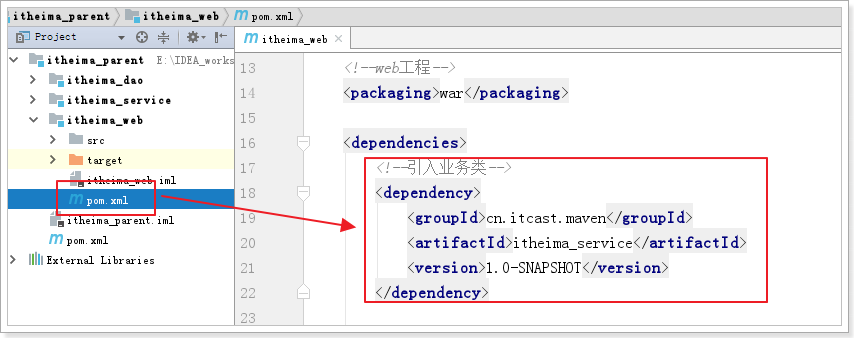 itheima_parent itheima_web pom.xml
Project
itheima_web
itheima_parent E:\IDEA_works
itheima_dao
itheima_service
itheima_web
src
target
itheima_web.iml
pom.xml
itheima_parent.iml
pom.xml
External Libraries
13 <!--web工程-->
14 <packaging>war</packaging>
15
16 <dependencies>
17 <!--引入业务类-->
18 <dependency>
19 <groupId>cn.itcast.maven</groupId>
20 <artifactId>itheima_service</artifactId>
21 <version>1.0-SNAPSHOT</version>
22 </dependency>
23